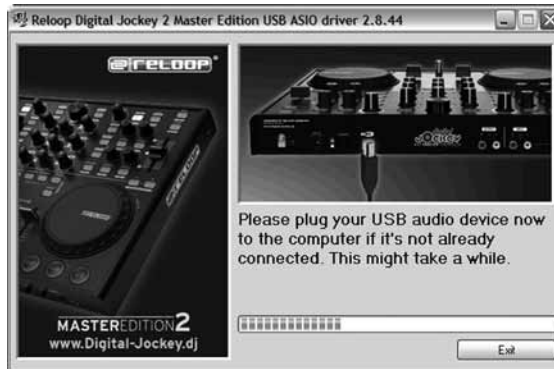 Reloop Digital Jockey 2 Master Edition USB ASIO driver 2.8.44
reloop
Jockey
Please plug your USB audio device now
to the computer if it's not already
connected. This might take a while.
MASTEREDITION2
www.Digital-Jockey.dj
Exit